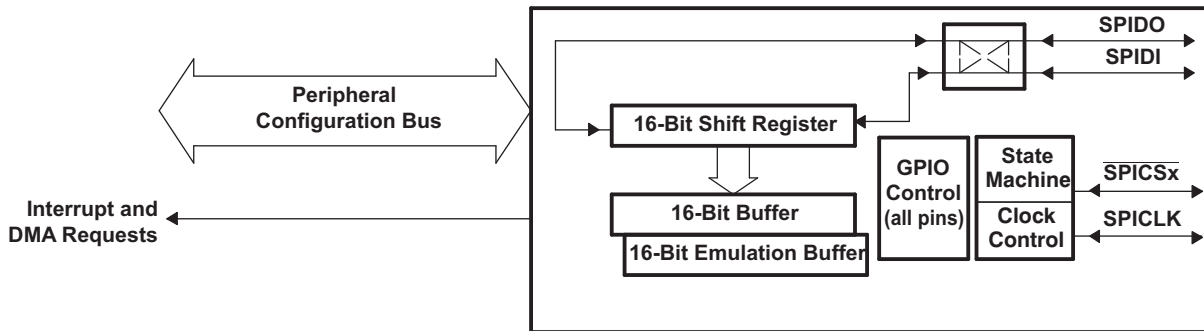 SPIDO
SPIDI
Peripheral
Configuration Bus
16-Bit Shift Register
GPIO
Control
(all pins)
State
Machine
SPICSx
Interrupt and
DMA Requests
16-Bit Buffer
Clock
Control
SPICLK
16-Bit Emulation Buffer